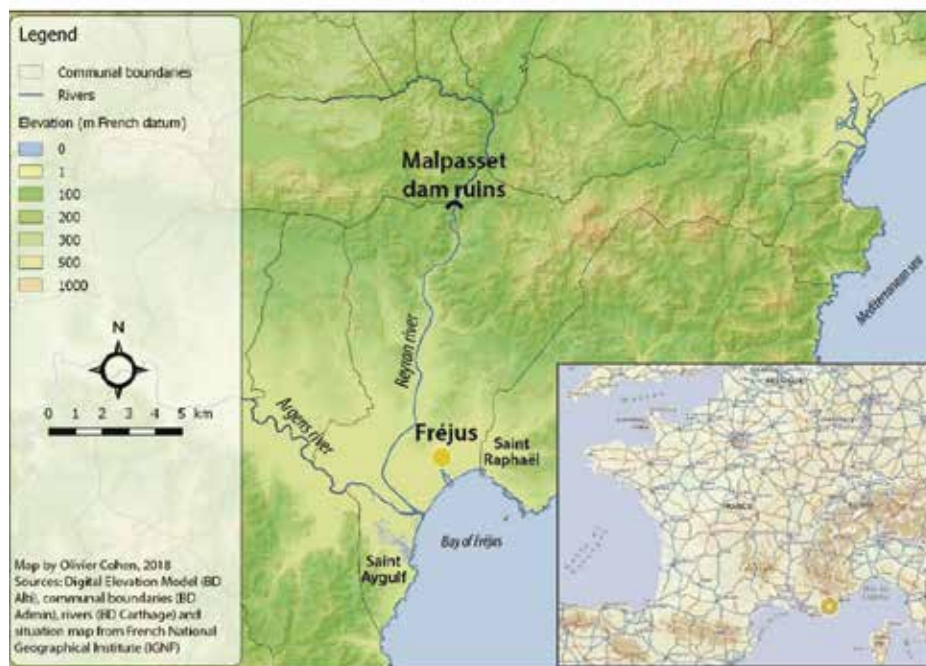 Legend
Communal boundaries
Rivers
Elevation (m French datum)
0
1
100
200
300
500
1000
N
0 1 2 3 4 5 km
Map by Olivier Cohen, 2018
Sources: Digital Elevation Model (BD
Alti), communal boundaries (BD
Admin), rivers (BD Carthage) and
situation map from French National
Geographical Institute (IGNF)
Malpasset
dam ruins
Reyran river
Argens river
Fréjus
Saint
Raphaël
Bay of Fréjus
Saint
Aygulf
Mediterranean sea
FRANCE